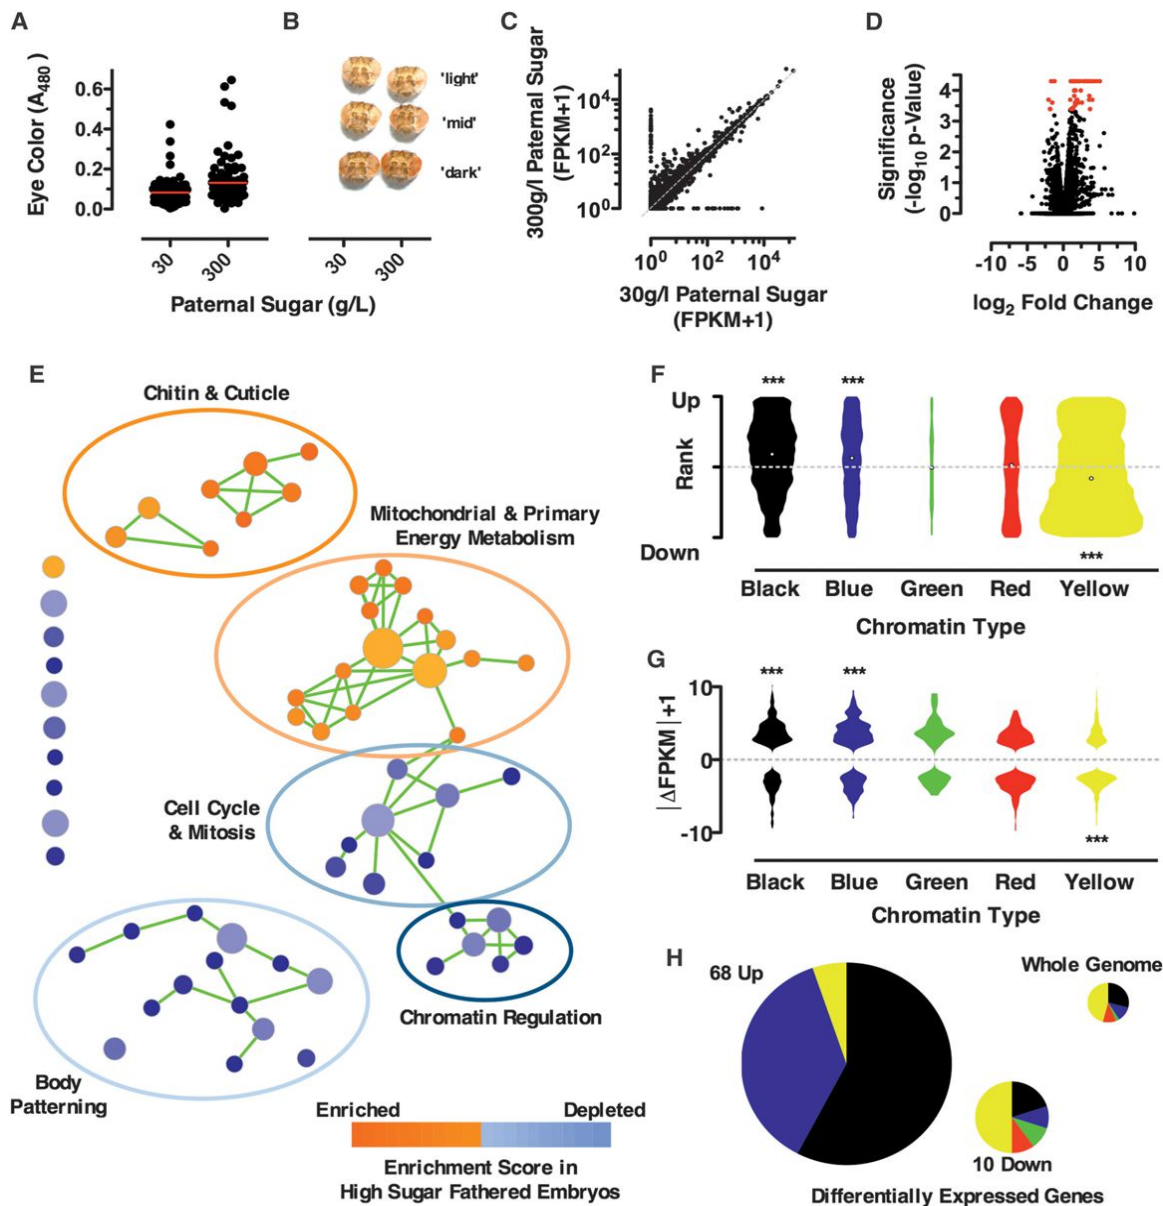 A
Eye Color (A480)
0.6
0.4
0.2
0.0
30
300
Paternal Sugar (g/L)
B
'light'
'mid'
'dark'
30
300
C
300g/l Paternal Sugar
(FPKM+1)
10^4
10^2
10^0
10^0 10^2 10^4
30g/l Paternal Sugar
(FPKM+1)
D
Significance
(-log10 p-Value)
4
3
2
1
0
-10 -5 0 5 10
log2 Fold Change
E
Chitin & Cuticle
Mitochondrial & Primary
Energy Metabolism
Cell Cycle
& Mitosis
Chromatin Regulation
Body
Patterning
Enriched
Depleted
Enrichment Score in
High Sugar Fathered Embryos
F
*** ***
Up
Rank
Down
***
Black Blue Green Red Yellow
Chromatin Type
G
*** ***
|ΔFPKM|+1
10
0
-10
***
Black Blue Green Red Yellow
Chromatin Type
H
68 Up
Whole Genome
10 Down
Differentially Expressed Genes